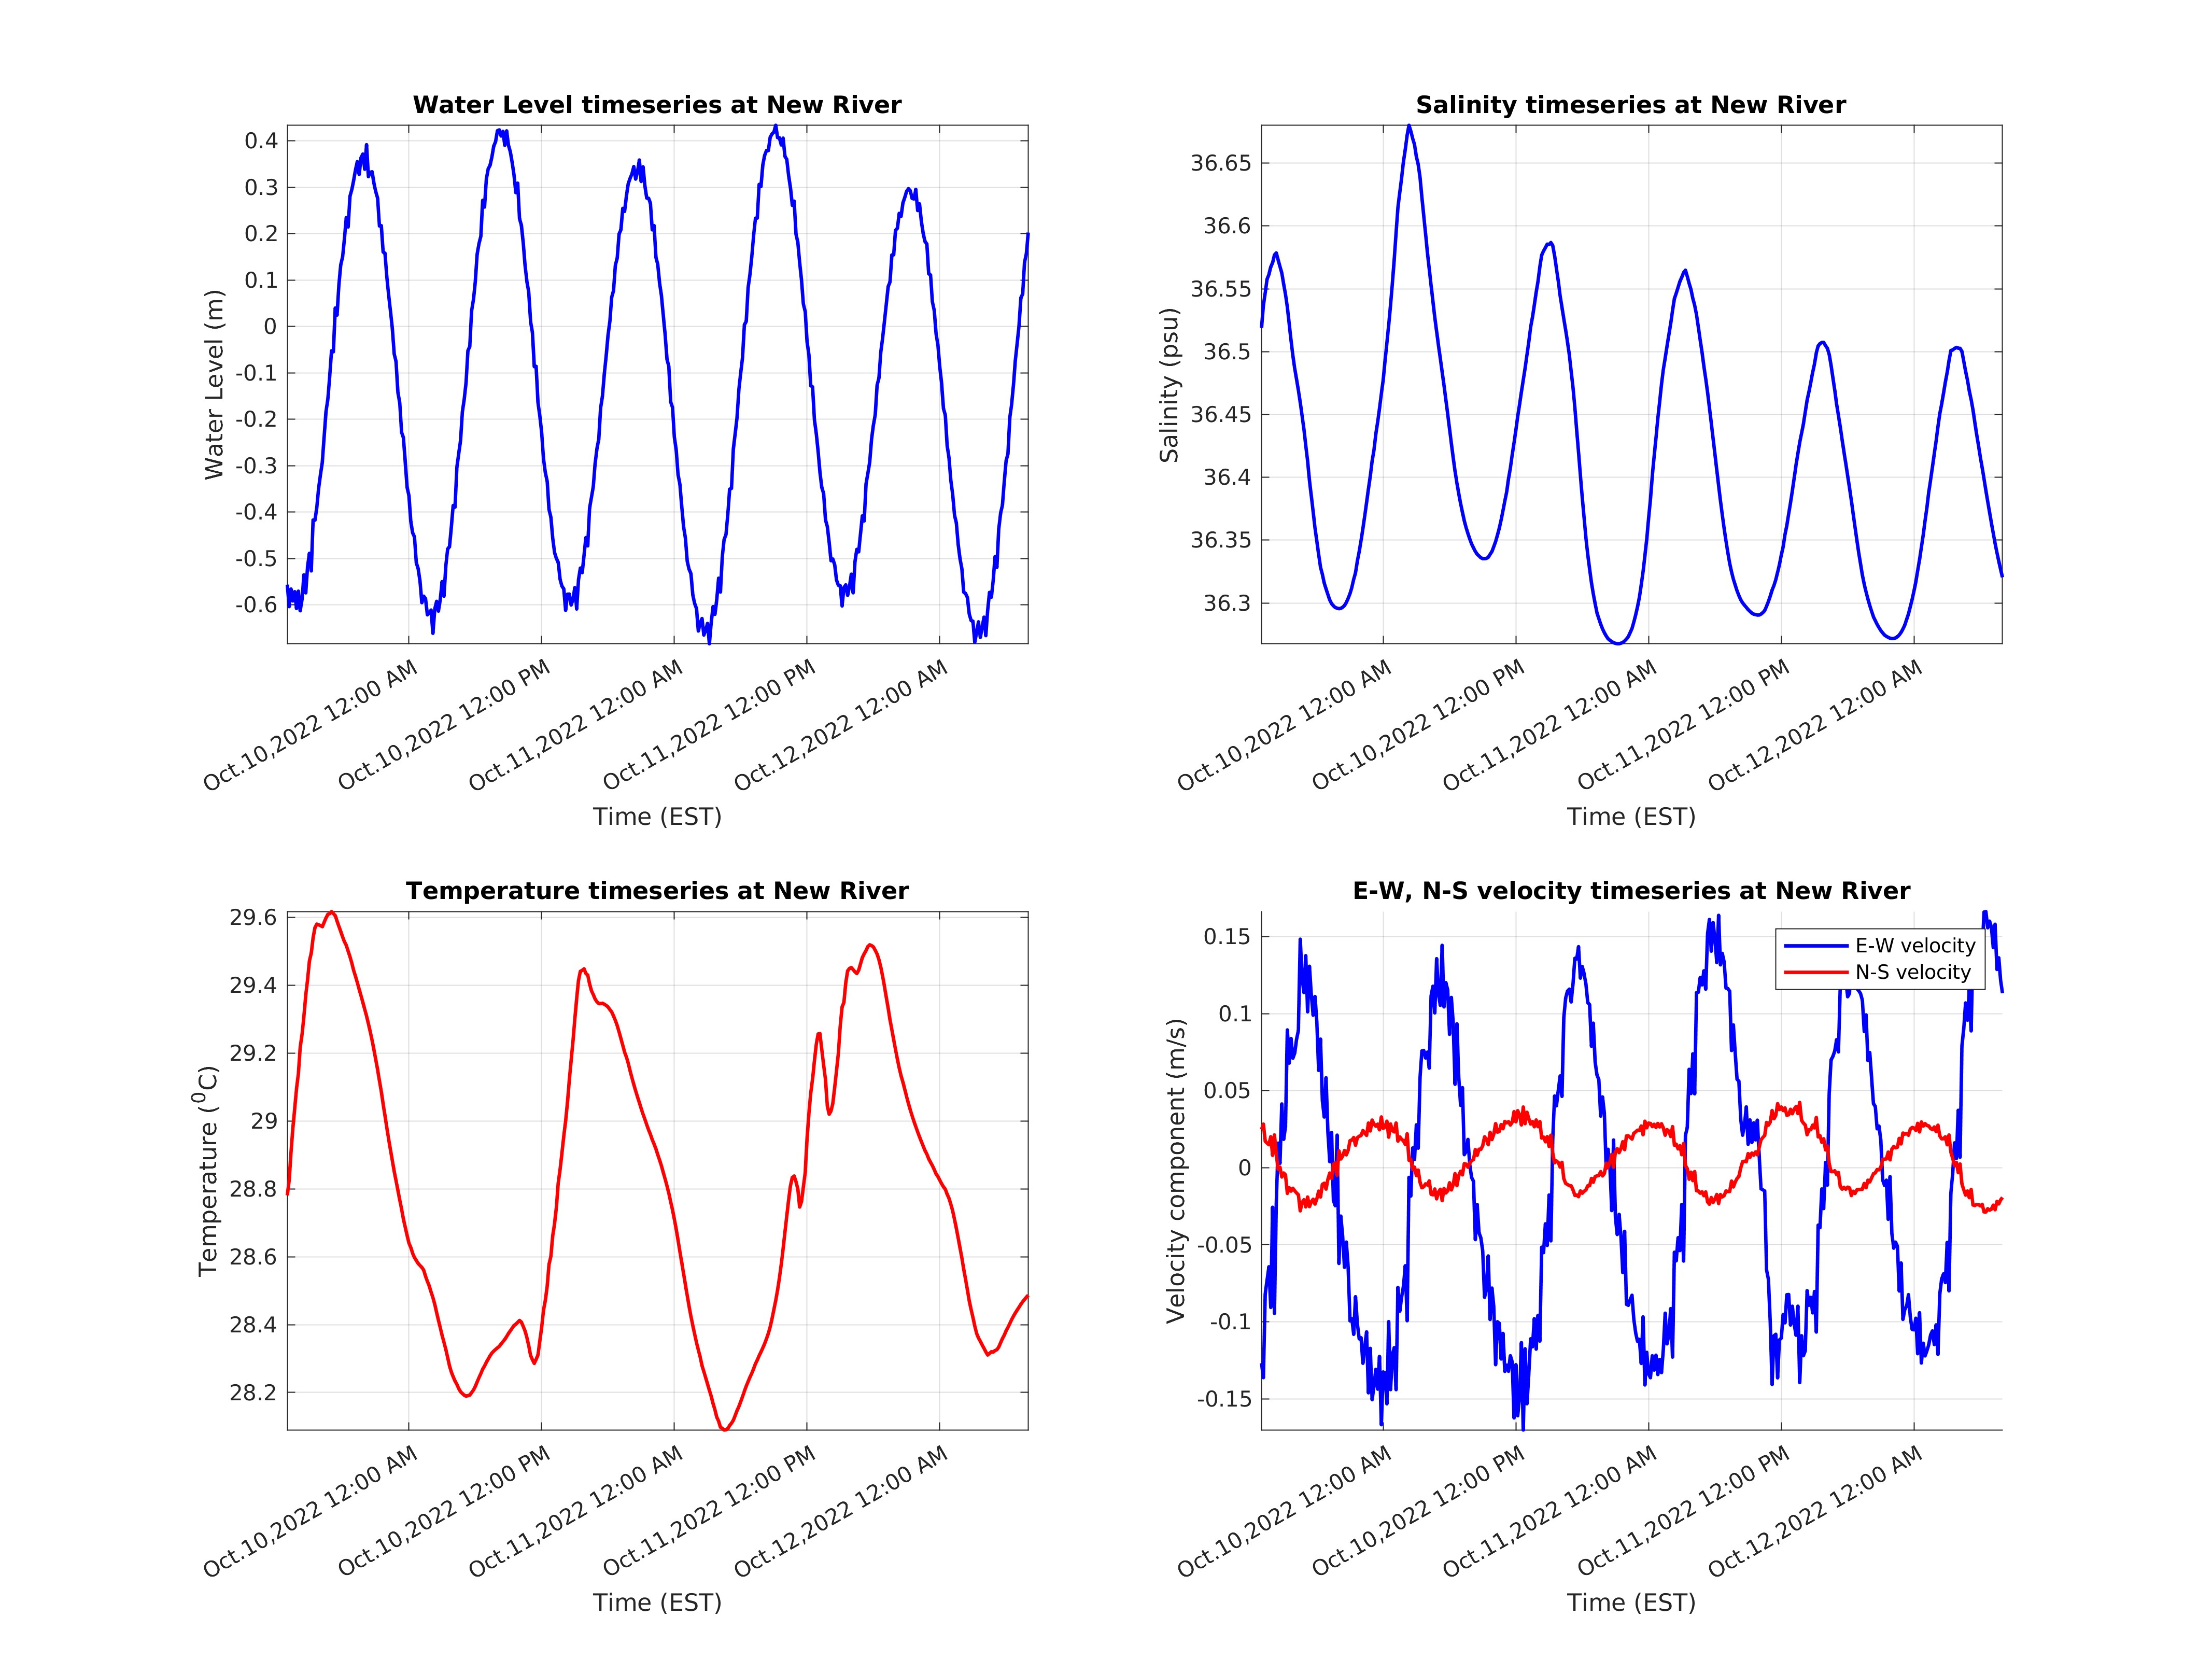 Water Level timeseries at New River
0.4
0.3
0.2
0.1
0
-0.1
-0.2
-0.3
-0.4
-0.5
-0.6
Water Level (m)
Oct.10,2022 12:00 AM
Oct.10,2022 12:00 PM
Oct.11,2022 12:00 AM
Oct.11,2022 12:00 PM
Oct.12,2022 12:00 AM
Time (EST)
Salinity timeseries at New River
36.65
36.6
36.55
36.5
36.45
36.4
36.35
36.3
Salinity (psu)
Oct.10,2022 12:00 AM
Oct.10,2022 12:00 PM
Oct.11,2022 12:00 AM
Oct.11,2022 12:00 PM
Oct.12,2022 12:00 AM
Time (EST)
Temperature timeseries at New River
29.6
29.4
29.2
29
28.8
28.6
28.4
28.2
Temperature (⁰C)
Oct.10,2022 12:00 AM
Oct.10,2022 12:00 PM
Oct.11,2022 12:00 AM
Oct.11,2022 12:00 PM
Oct.12,2022 12:00 AM
Time (EST)
E-W, N-S velocity timeseries at New River
E-W velocity
N-S velocity
0.15
0.1
0.05
0
-0.05
-0.1
-0.15
Velocity component (m/s)
Oct.10,2022 12:00 AM
Oct.10,2022 12:00 PM
Oct.11,2022 12:00 AM
Oct.11,2022 12:00 PM
Oct.12,2022 12:00 AM
Time (EST)